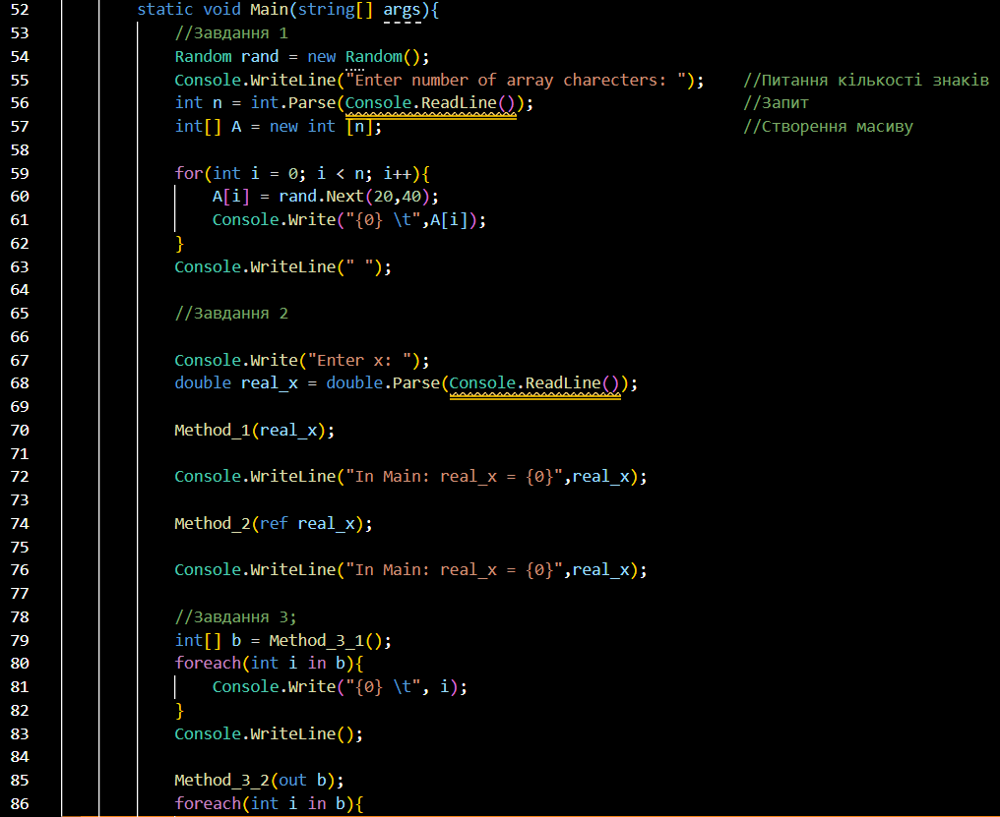 52 static void Main(string[] args){
53 //Завдання 1
54 Random rand = new Random();
55 Console.WriteLine("Enter number of array charecters: "); //Питання кількості знаків
56 int n = int.Parse(Console.ReadLine()); //Запит
57 int[] A = new int [n]; //Створення масиву
58
59 for(int i = 0; i < n; i++){
60 A[i] = rand.Next(20,40);
61 Console.Write("{0} \t",A[i]);
62 }
63 Console.WriteLine(" ");
64
65 //Завдання 2
66
67 Console.Write("Enter x: ");
68 double real_x = double.Parse(Console.ReadLine());
69
70 Method_1(real_x);
71
72 Console.WriteLine("In Main: real_x = {0}",real_x);
73
74 Method_2(ref real_x);
75
76 Console.WriteLine("In Main: real_x = {0}",real_x);
77
78 //Завдання 3;
79 int[] b = Method_3_1();
80 foreach(int i in b){
81 Console.Write("{0} \t", i);
82 }
83 Console.WriteLine();
84
85 Method_3_2(out b);
86 foreach(int i in b){